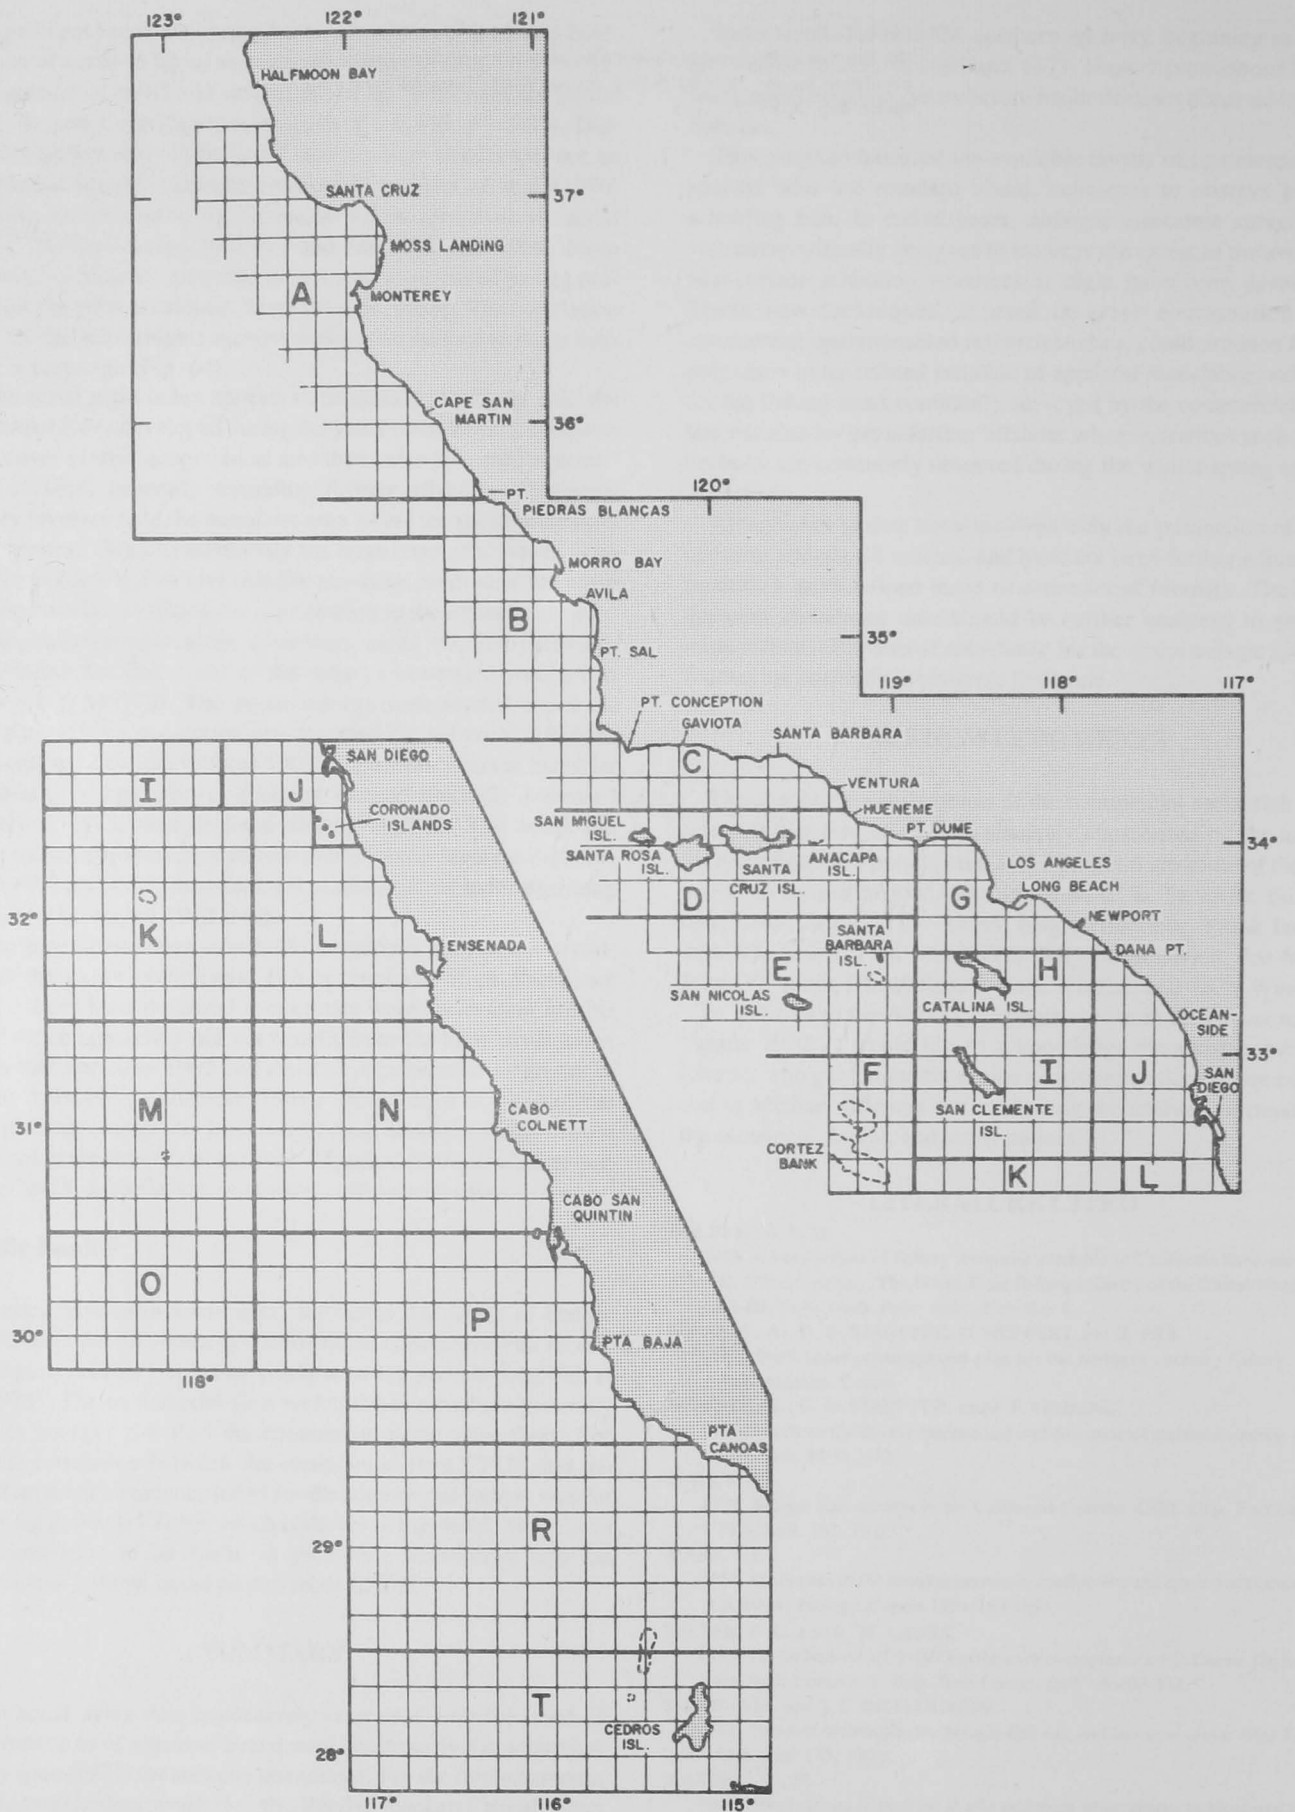 123° 122° 121°
HALFMOON BAY
SANTA CRUZ
37°
MOSS LANDING
A
MONTEREY
CAPE SAN
MARTIN
36°
120°
PT.
PIEDRAS BLANÇAS
MORRO BAY
AVILA
B
35°
PT. SAL
119° 118° 117°
PT. CONCEPTION
GAVIOTA
SANTA BARBARA
C
VENTURA
HUENEME
SAN MIGUEL
ISL.
PT. DUME
34°
SANTA ROSA
ISL.
SANTA
CRUZ ISL.
ANACAPA
ISL.
LOS ANGELES
LONG BEACH
D
G
NEWPORT
SANTA
BARBARA
ISL.
DANA PT.
E
H
SAN NICOLAS
ISL.
CATALINA ISL.
OCEAN-
SIDE
33°
F
I
J
SAN
DIEGO
SAN CLEMENTE
ISL.
CORTEZ
BANK
K
L
SAN DIEGO
I
J
CORONADO
ISLANDS
32°
K
L
ENSENADA
M
N
CABO
COLNETT
31°
CABO SAN
QUINTIN
O
P
30°
PTA BAJA
118°
PTA
CANOAS
R
29°
T
CEDROS
ISL.
28°
117° 116° 115°